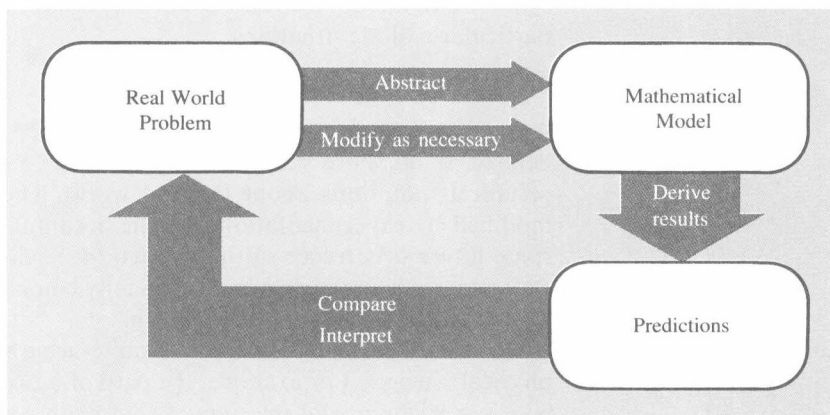 Real World
Problem
Abstract
Modify as necessary
Mathematical
Model
Derive
results
Predictions
Compare
Interpret